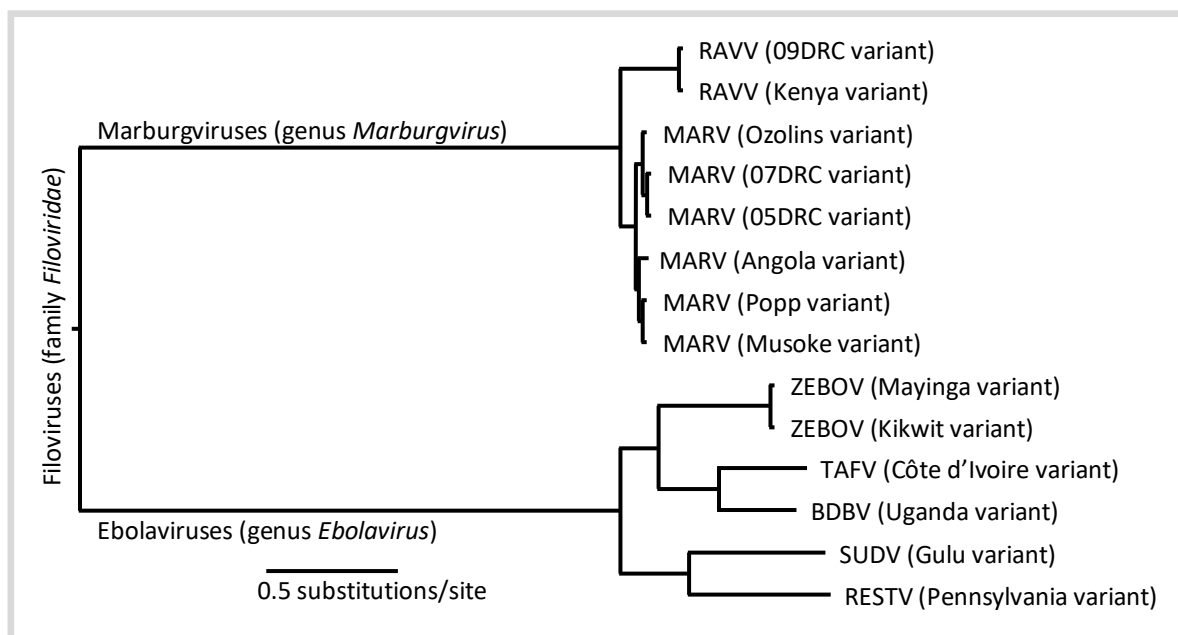 RAVV (09DRC variant)
RAVV (Kenya variant)
Marburgviruses (genus Marburgvirus)
MARV (Ozolins variant)
MARV (07DRC variant)
MARV (05DRC variant)
MARV (Angola variant)
MARV (Popp variant)
MARV (Musoke variant)
Filoviruses (family Filoviridae)
ZEBOV (Mayinga variant)
ZEBOV (Kikwit variant)
TAFV (Côte d’Ivoire variant)
BDBV (Uganda variant)
Ebolaviruses (genus Ebolavirus)
SUDV (Gulu variant)
0.5 substitutions/site
RESTV (Pennsylvania variant)